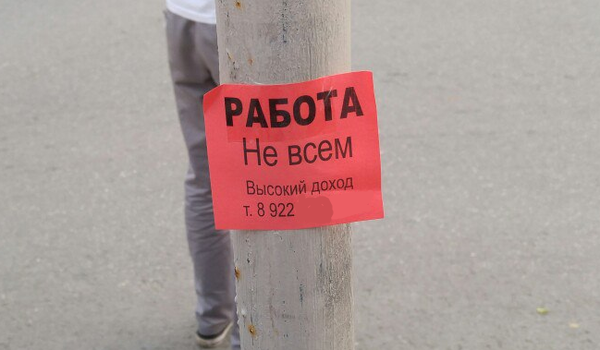 РАБОТА
Не всем
Высокий доход
т. 8 922